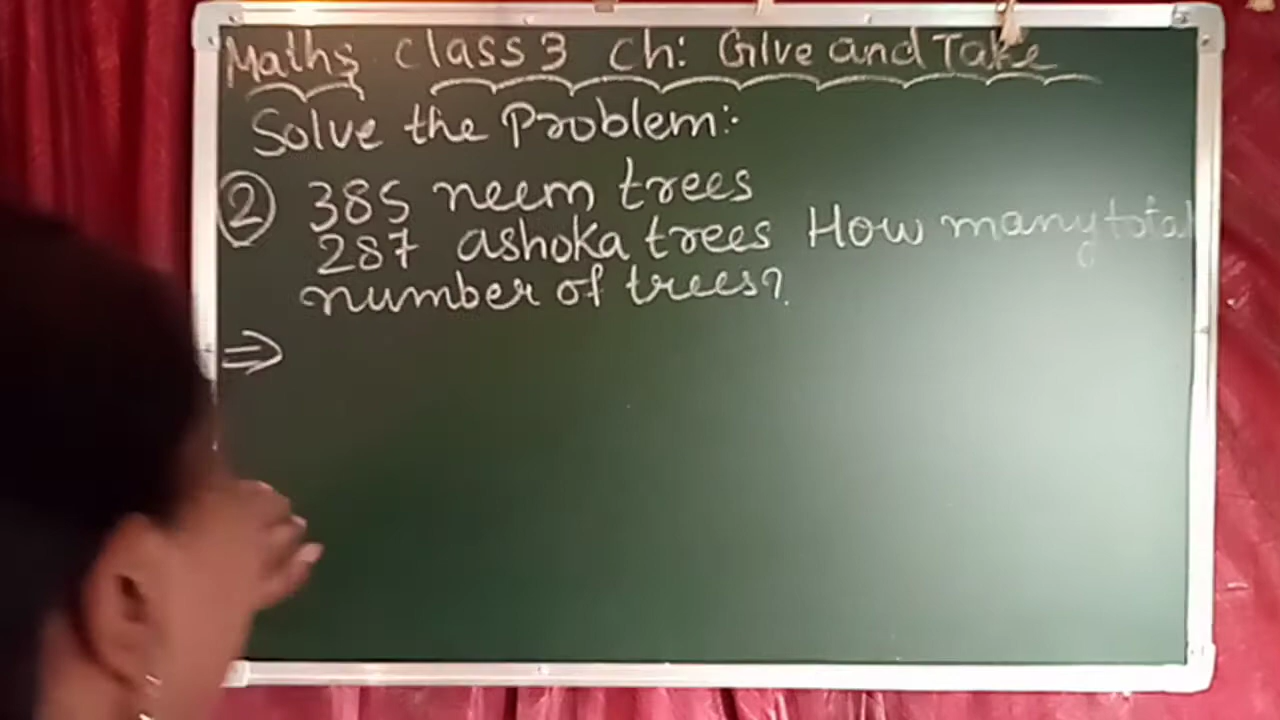 Maths class 3 ch: Give and Take
Solve the Problem:-
② 385 neem trees
287 ashoka trees How many total
number of trees?
⇒